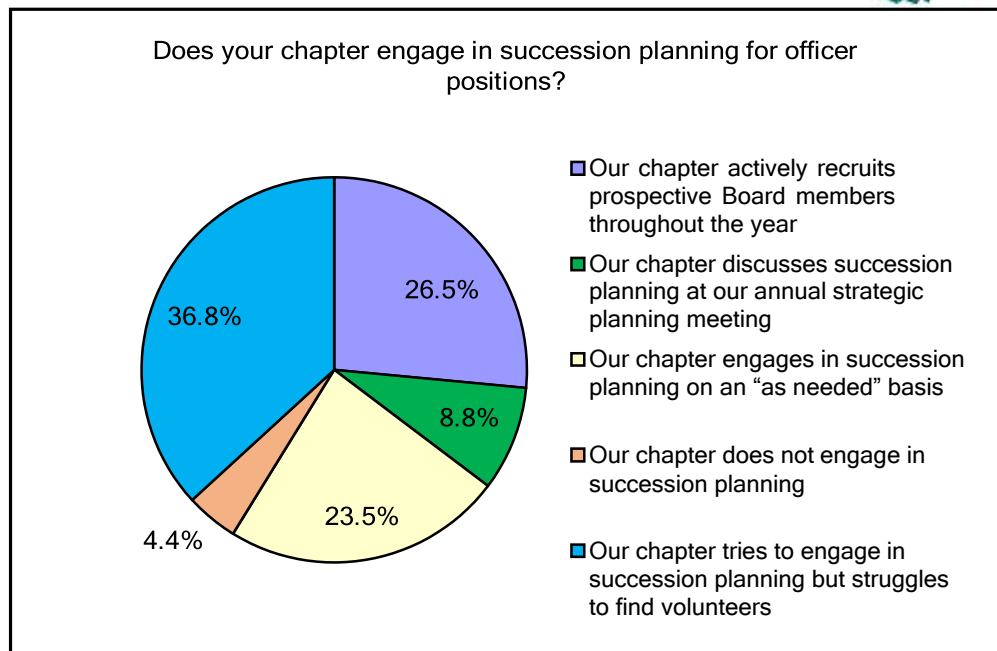 Does your chapter engage in succession planning for officer
positions?
Our chapter actively recruits
prospective Board members
throughout the year
Our chapter discusses succession
planning at our annual strategic
planning meeting
Our chapter engages in succession
planning on an “as needed” basis
Our chapter does not engage in
succession planning
Our chapter tries to engage in
succession planning but struggles
to find volunteers
26.5%
8.8%
23.5%
4.4%
36.8%